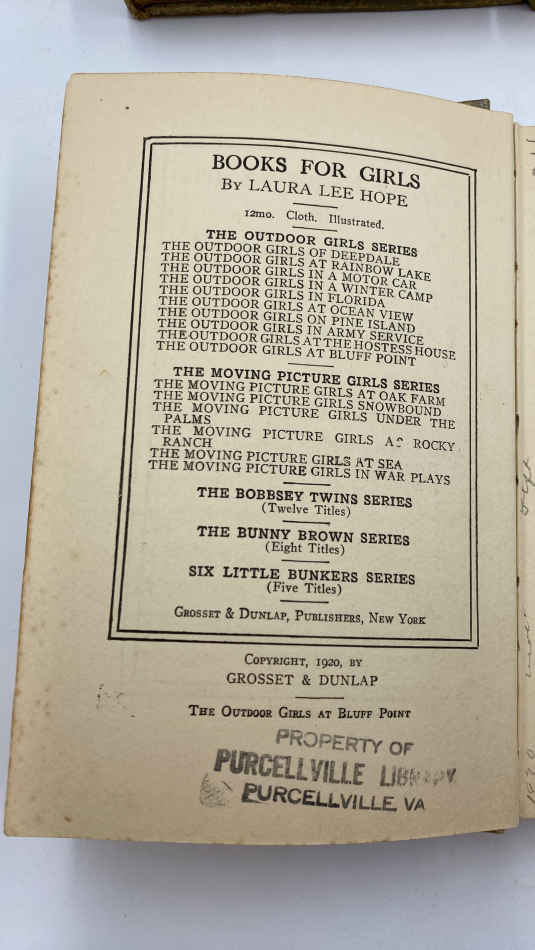 BOOKS FOR GIRLS
By LAURA LEE HOPE
12mo. Cloth. Illustrated.
THE OUTDOOR GIRLS SERIES
THE OUTDOOR GIRLS OF DEEPDALE
THE OUTDOOR GIRLS AT RAINBOW LAKE
THE OUTDOOR GIRLS IN A MOTOR CAR
THE OUTDOOR GIRLS IN A WINTER CAMP
THE OUTDOOR GIRLS IN FLORIDA
THE OUTDOOR GIRLS AT OCEAN VIEW
THE OUTDOOR GIRLS ON PINE ISLAND
THE OUTDOOR GIRLS IN ARMY SERVICE
THE OUTDOOR GIRLS AT THE HOSTESS HOUSE
THE OUTDOOR GIRLS AT BLUFF POINT
THE MOVING PICTURE GIRLS SERIES
THE MOVING PICTURE GIRLS AT OAK FARM
THE MOVING PICTURE GIRLS SNOWBOUND
THE MOVING PICTURE GIRLS UNDER THE
PALMS
THE MOVING PICTURE GIRLS AT ROCKY
RANCH
THE MOVING PICTURE GIRLS AT SEA
THE MOVING PICTURE GIRLS IN WAR PLAYS
THE BOBBSEY TWINS SERIES
(Twelve Titles)
THE BUNNY BROWN SERIES
(Eight Titles)
SIX LITTLE BUNKERS SERIES
(Five Titles)
GROSSET & DUNLAP, PUBLISHERS, NEW YORK
COPYRIGHT, 1920, BY
GROSSET & DUNLAP
THE OUTDOOR GIRLS AT BLUFF POINT
PROPERTY OF
PURCELLVILLE LIBRARY
PURCELLVILLE, VA